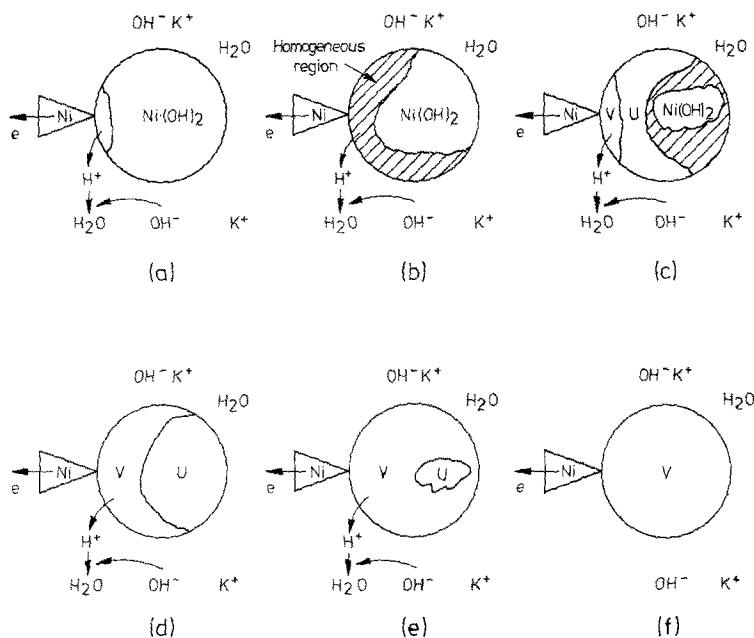 OH⁻ K⁺
H₂O
Ni
e
Ni(OH)₂
H⁺
H₂O OH⁻ K⁺
(a)
OH⁻ K⁺
H₂O
Homogeneous
region
Ni
e
Ni(OH)₂
H⁺
H₂O OH⁻ K⁺
(b)
OH⁻ K⁺
H₂O
Ni
e
V U Ni(OH)₂
H⁺
H₂O OH⁻ K⁺
(c)
OH⁻ K⁺
H₂O
Ni
e
V U
H⁺
H₂O OH⁻ K⁺
(d)
OH⁻ K⁺
H₂O
Ni
e
V U
H⁺
H₂O OH⁻ K⁺
(e)
OH⁻ K⁺
H₂O
Ni
e
V
OH⁻ K⁺
(f)